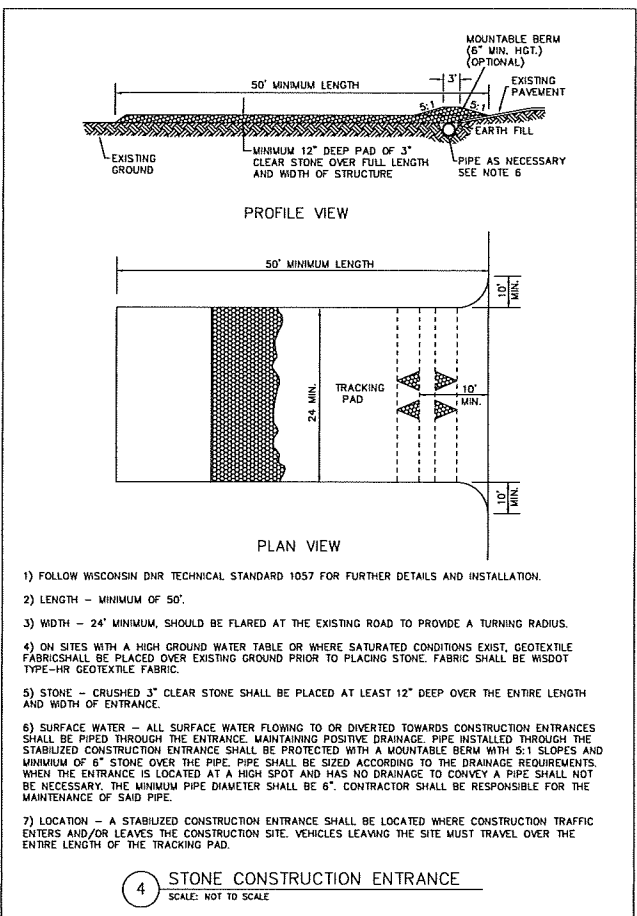 MOUNTABLE BERM
(6" MIN. HGT.)
(OPTIONAL)
50' MINIMUM LENGTH
3'
EXISTING
PAVEMENT
5:1
5:1
EARTH FILL
EXISTING
GROUND
MINIMUM 12" DEEP PAD OF 3"
CLEAR STONE OVER FULL LENGTH
AND WIDTH OF STRUCTURE
PIPE AS NECESSARY
SEE NOTE 6
PROFILE VIEW
50' MINIMUM LENGTH
10'
MIN.
24 MIN.
TRACKING
PAD
10'
MIN.
10'
MIN.
PLAN VIEW
1) FOLLOW WISCONSIN DNR TECHNICAL STANDARD 1057 FOR FURTHER DETAILS AND INSTALLATION.
2) LENGTH – MINIMUM OF 50'.
3) WIDTH – 24' MINIMUM, SHOULD BE FLARED AT THE EXISTING ROAD TO PROVIDE A TURNING RADIUS.
4) ON SITES WITH A HIGH GROUND WATER TABLE OR WHERE SATURATED CONDITIONS EXIST, GEOTEXTILE
FABRICSHALL BE PLACED OVER EXISTING GROUND PRIOR TO PLACING STONE. FABRIC SHALL BE WISDOT
TYPE-HR GEOTEXTILE FABRIC.
5) STONE – CRUSHED 3" CLEAR STONE SHALL BE PLACED AT LEAST 12" DEEP OVER THE ENTIRE LENGTH
AND WIDTH OF ENTRANCE.
6) SURFACE WATER – ALL SURFACE WATER FLOWING TO OR DIVERTED TOWARDS CONSTRUCTION ENTRANCES
SHALL BE PIPED THROUGH THE ENTRANCE. MAINTAINING POSITIVE DRAINAGE. PIPE INSTALLED THROUGH THE
STABILIZED CONSTRUCTION ENTRANCE SHALL BE PROTECTED WITH A MOUNTABLE BERM WITH 5:1 SLOPES AND
MINIMIUM OF 6" STONE OVER THE PIPE. PIPE SHALL BE SIZED ACCORDING TO THE DRAINAGE REQUIREMENTS.
WHEN THE ENTRANCE IS LOCATED AT A HIGH SPOT AND HAS NO DRAINAGE TO CONVEY A PIPE SHALL NOT
BE NECESSARY. THE MINIMUM PIPE DIAMETER SHALL BE 6". CONTRACTOR SHALL BE RESPONSIBLE FOR THE
MAINTENANCE OF SAID PIPE.
7) LOCATION – A STABILIZED CONSTRUCTION ENTRANCE SHALL BE LOCATED WHERE CONSTRUCTION TRAFFIC
ENTERS AND/OR LEAVES THE CONSTRUCTION SITE. VEHICLES LEAVING THE SITE MUST TRAVEL OVER THE
ENTIRE LENGTH OF THE TRACKING PAD.
4 STONE CONSTRUCTION ENTRANCE
SCALE: NOT TO SCALE